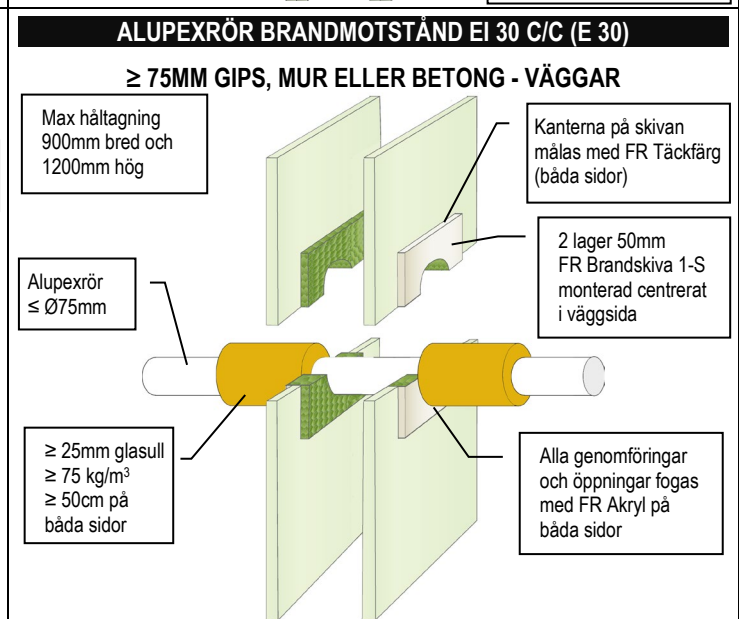 ALUPEXRÖR BRANDMOTSTÅND EI 30 C/C (E 30)
≥ 75MM GIPS, MUR ELLER BETONG - VÄGGAR
Max håltagning
900mm bred och
1200mm hög
Kanterna på skivan
målas med FR Täckfärg
(båda sidor)
2 lager 50mm
FR Brandskiva 1-S
monterad centrerat
i väggsida
Alupexrör
≤ Ø75mm
≥ 25mm glasull
≥ 75 kg/m³
≥ 50cm på
båda sidor
Alla genomföringar
och öppningar fogas
med FR Akryl på
båda sidor